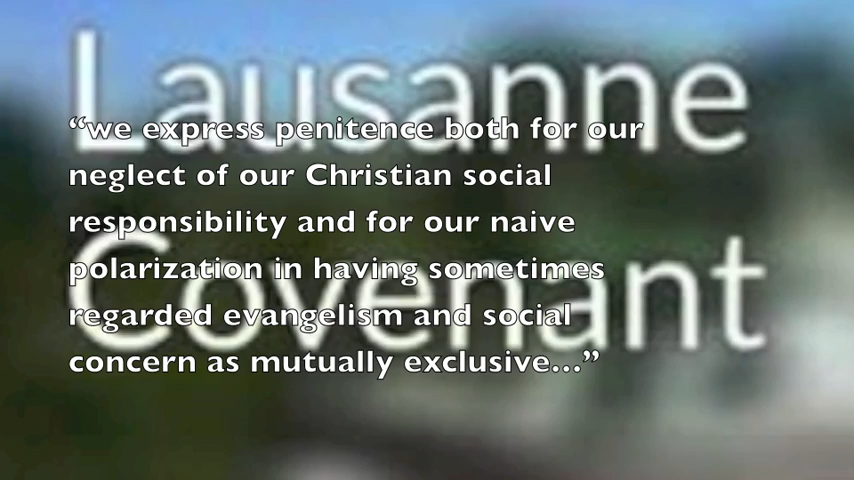 Lausanne
Covenant
“we express penitence both for our
neglect of our Christian social
responsibility and for our naive
polarization in having sometimes
regarded evangelism and social
concern as mutually exclusive...”